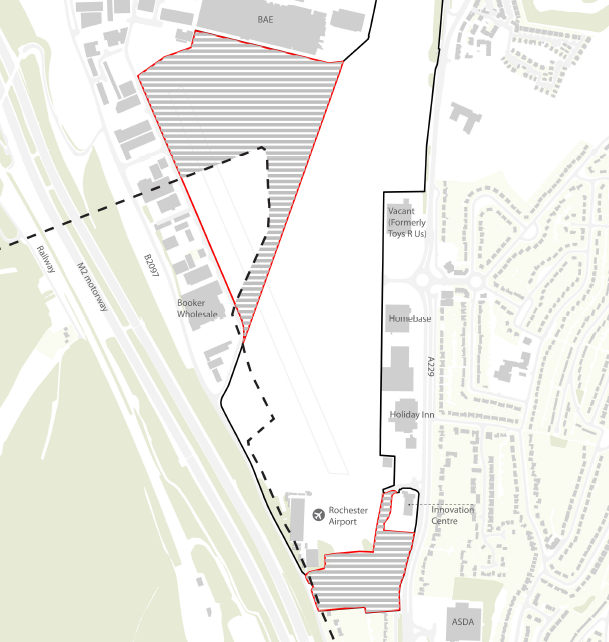 BAE
Vacant
(Formerly
Toys R Us)
Railway
M2 motorway
B2097
Booker
Wholesale
Homebase
A229
Holiday Inn
Rochester
Airport
Innovation
Centre
ASDA